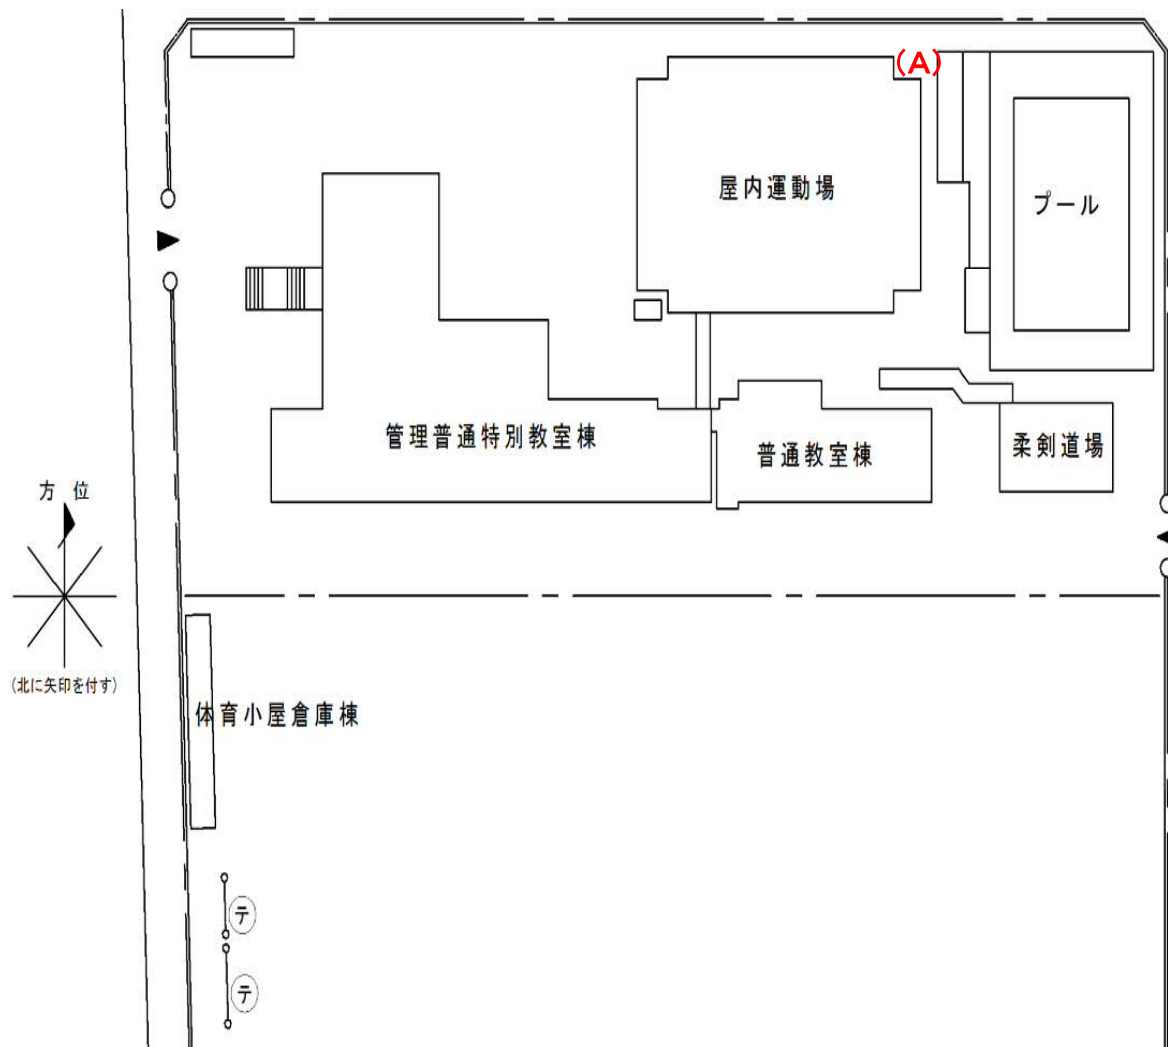 (A)
屋内運動場
プール
管理普通特別教室棟
普通教室棟
柔剣道場
方 位
(北に矢印を付す)
体育小屋倉庫棟
テ
テ